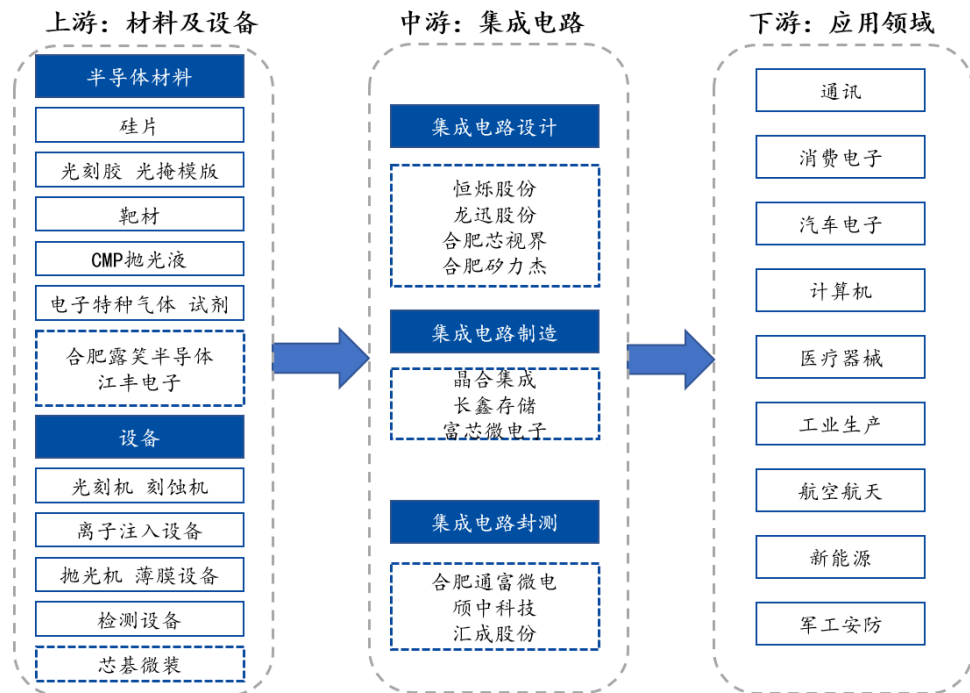 上游：材料及设备
半导体材料
硅片
光刻胶 光掩模版
靶材
CMP抛光液
电子特种气体 试剂
合肥露笑半导体
江丰电子
设备
光刻机 刻蚀机
离子注入设备
抛光机 薄膜设备
检测设备
芯碁微装
中游：集成电路
集成电路设计
恒烁股份
龙迅股份
合肥芯视界
合肥矽力杰
集成电路制造
晶合集成
长鑫存储
富芯微电子
集成电路封测
合肥通富微电
颀中科技
汇成股份
下游：应用领域
通讯
消费电子
汽车电子
计算机
医疗器械
工业生产
航空航天
新能源
军工安防